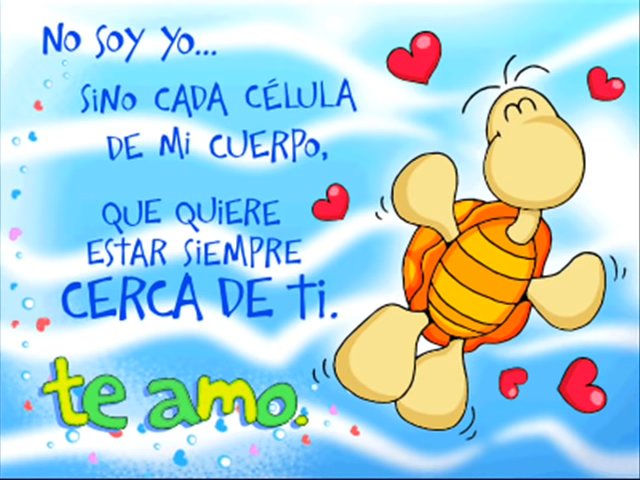 No soy yo...
sino cada célula
de mi cuerpo,
que quiere
estar siempre
cerca de ti.
te amo.